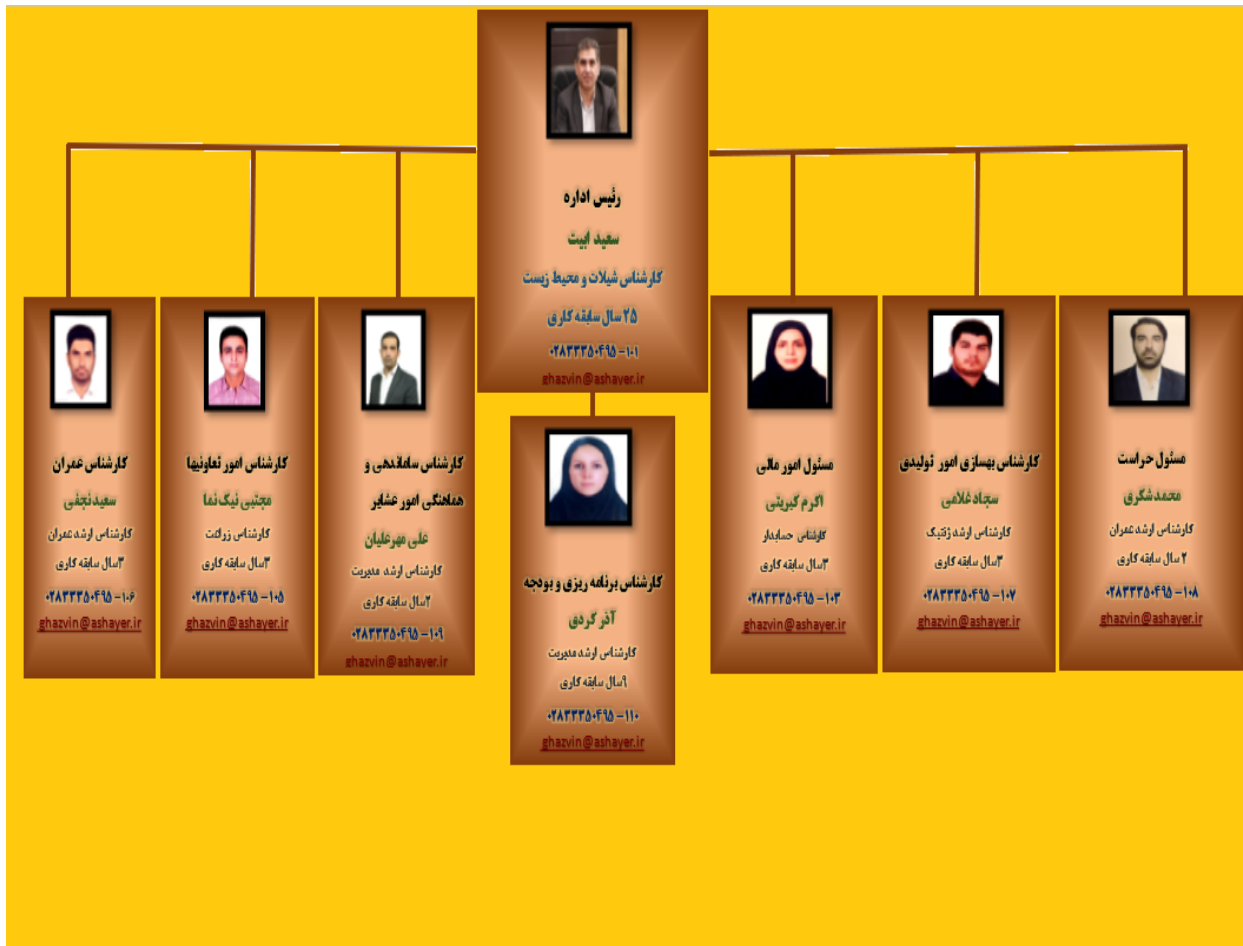 رئیس اداره
سعید ابیت
کارشناس شیلات و محیط زیست
۲۵ سال سابقه کاری
۰۲۸۳۳۳۵۰۴۹۵-۱۰۱
ghazvin@ashayer.ir
مسئول حراست
محمد شکری
کارشناس ارشد عمران
۲ سال سابقه کاری
۰۲۸۳۳۳۵۰۴۹۵-۱۰۸
ghazvin@ashayer.ir
کارشناس بهسازی امور تولیدی
سجاد غلامی
کارشناس ارشد ژنتیک
۳سال سابقه کاری
۰۲۸۳۳۳۵۰۴۹۵-۱۰۷
ghazvin@ashayer.ir
مسئول امور مالی
اکرم کبریتی
کارشناس حسابدار
۳سال سابقه کاری
۰۲۸۳۳۳۵۰۴۹۵-۱۰۳
ghazvin@ashayer.ir
کارشناس برنامه ریزی و بودجه
آذر کردی
کارشناس ارشد مدیریت
۹سال سابقه کاری
۰۲۸۳۳۳۵۰۴۹۵-۱۱۰
ghazvin@ashayer.ir
کارشناس ساماندهی و
هماهنگی امور عشایر
علی مهرعلیان
کارشناس ارشد مدیریت
۲سال سابقه کاری
۰۲۸۳۳۳۵۰۴۹۵-۱۰۹
ghazvin@ashayer.ir
کارشناس امور تعاونیها
مجتبی نیک نما
کارشناس زراعت
۳سال سابقه کاری
۰۲۸۳۳۳۵۰۴۹۵-۱۰۵
ghazvin@ashayer.ir
کارشناس عمران
سعید نجفی
کارشناس ارشد عمران
۳سال سابقه کاری
۰۲۸۳۳۳۵۰۴۹۵-۱۰۶
ghazvin@ashayer.ir